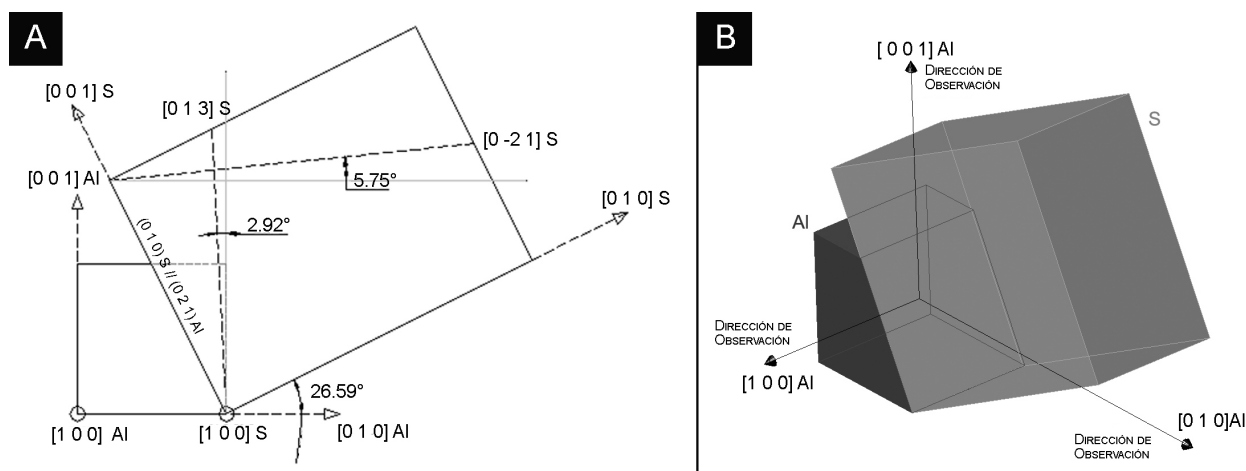 A
[0 0 1] S
[0 1 3] S
[0 -2 1] S
[0 0 1] Al
5.75°
[0 1 0] S
2.92°
(0 1 0) S // (0 2 1) Al
26.59°
[1 0 0] Al
[1 0 0] S
[0 1 0] Al
B
[ 0 0 1] Al
DIRECCIÓN DE
OBSERVACIÓN
S
Al
DIRECCIÓN DE
OBSERVACIÓN
[1 0 0] Al
[0 1 0]Al
DIRECCIÓN DE
OBSERVACIÓN